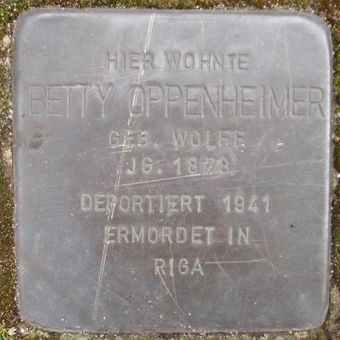 HIER WOHNTE
BETTY OPPENHEIMER
GEB. WOLFF
JG. 1878
DEPORTIERT 1941
ERMORDET IN
RIGA